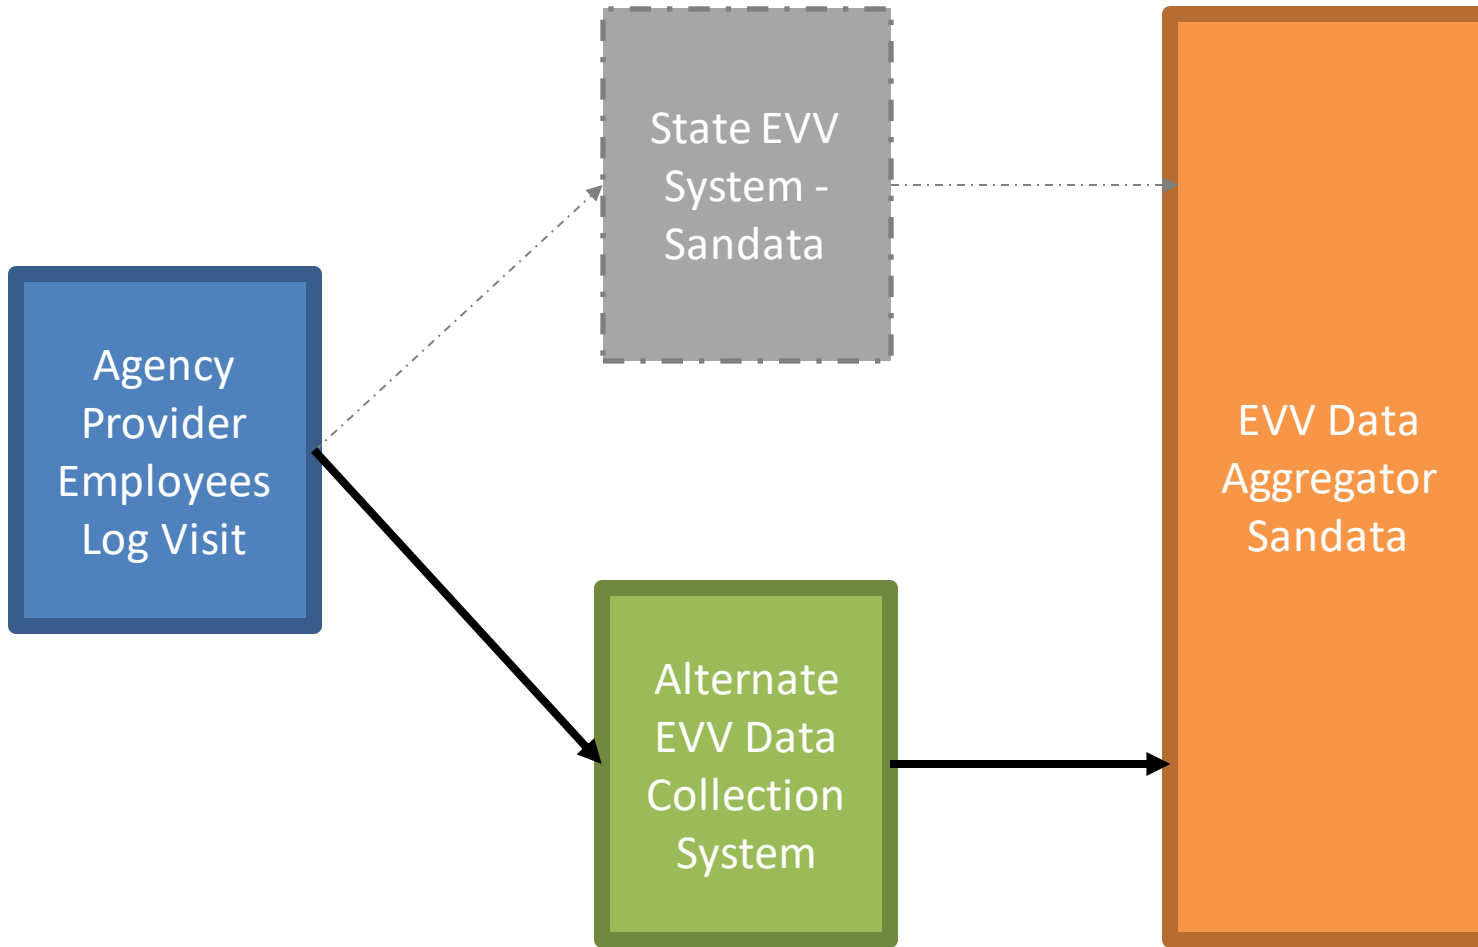 Agency
Provider
Employees
Log Visit
State EVV
System -
Sandata
Alternate
EVV Data
Collection
System
EVV Data
Aggregator
Sandata